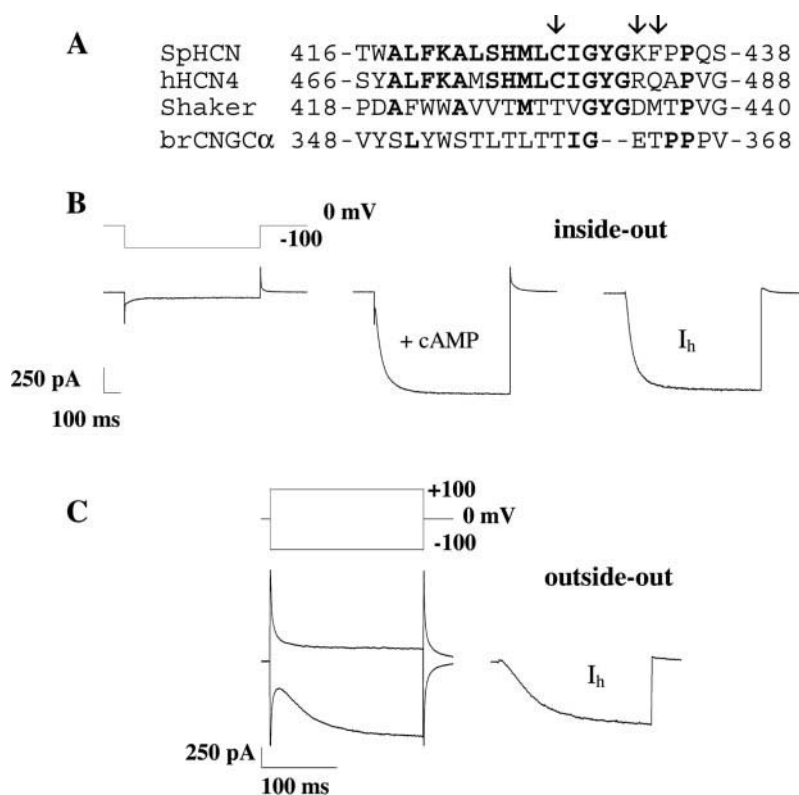 A
SpHCN 416-TWALFKALSHMLCIGYGKFPPQS-438
hHCN4 466-SYALFKAMSHMLCIGYGRQAPVG-488
Shaker 418-PDAFWWAVVTMTTVGYGDMTPVG-440
brCNGCα 348-VYSLYWSTLTLTTIG--ETPPPV-368
B
0 mV
-100
inside-out
+ cAMP
Ih
250 pA
100 ms
C
+100
0 mV
-100
outside-out
Ih
250 pA
100 ms